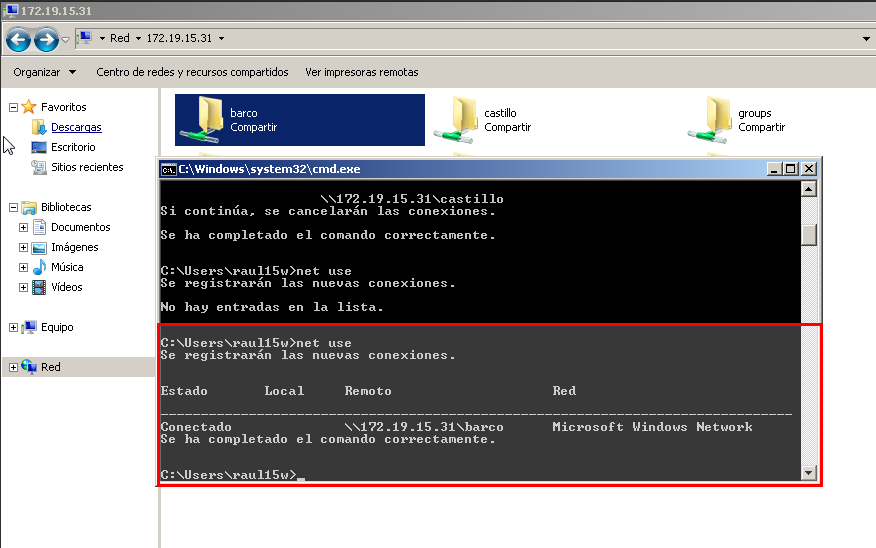 172.19.15.31
Red 172.19.15.31
Organizar Centro de redes y recursos compartidos Ver impresoras remotas
Favoritos
Descargas
Escritorio
Sitios recientes
Bibliotecas
Documentos
Imágenes
Música
Vídeos
Equipo
Red
barco
Compartir
castillo
Compartir
groups
Compartir
C:\Windows\system32\cmd.exe
\\172.19.15.31\castillo
Si continúa, se cancelarán las conexiones.
Se ha completado el comando correctamente.
C:\Users\raul15w>net use
Se registrarán las nuevas conexiones.
No hay entradas en la lista.
C:\Users\raul15w>net use
Se registrarán las nuevas conexiones.
Estado Local Remoto Red
-------------------------------------------------------------------------------
Conectado \\172.19.15.31\barco Microsoft Windows Network
Se ha completado el comando correctamente.
C:\Users\raul15w>_